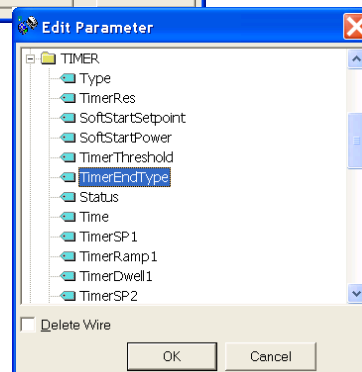 Edit Parameter
TIMER
Type
TimerRes
SoftStartSetpoint
SoftStartPower
TimerThreshold
TimerEndType
Status
Time
TimerSP1
TimerRamp1
TimerDwell1
TimerSP2
Delete Wire
OK Cancel